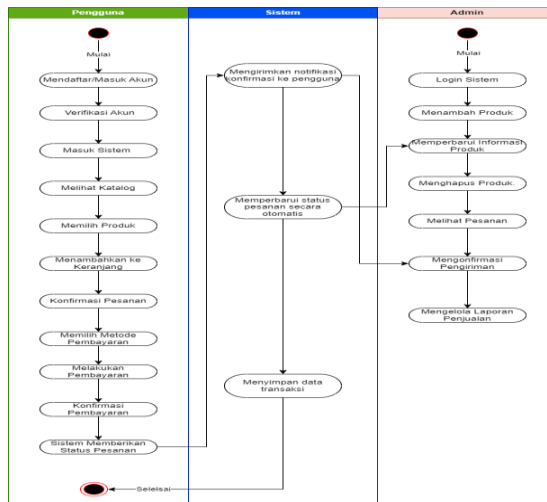 Pengguna
Mulai
Mendaftar/Masuk Akun
Verifikasi Akun
Masuk Sistem
Melihat Katalog
Memilih Produk
Menambahkan ke
Keranjang
Konfirmasi Pesanan
Memilih Metode
Pembayaran
Melakukan
Pembayaran
Konfirmasi
Pembayaran
Sistem Memberikan
Status Pesanan
Sistem
Mengirimkan notifikasi
konfirmasi ke pengguna
Memperbarui status
pesanan secara
otomatis
Menyimpan data
transaksi
Selelsai
Admin
Mulai
Login Sistem
Menambah Produk
Memperbarui Informasi
Produk
Menghapus Produk.
Melihat Pesanan
Mengonfirmasi
Pengiriman
Mengelola Laporan
Penjualan